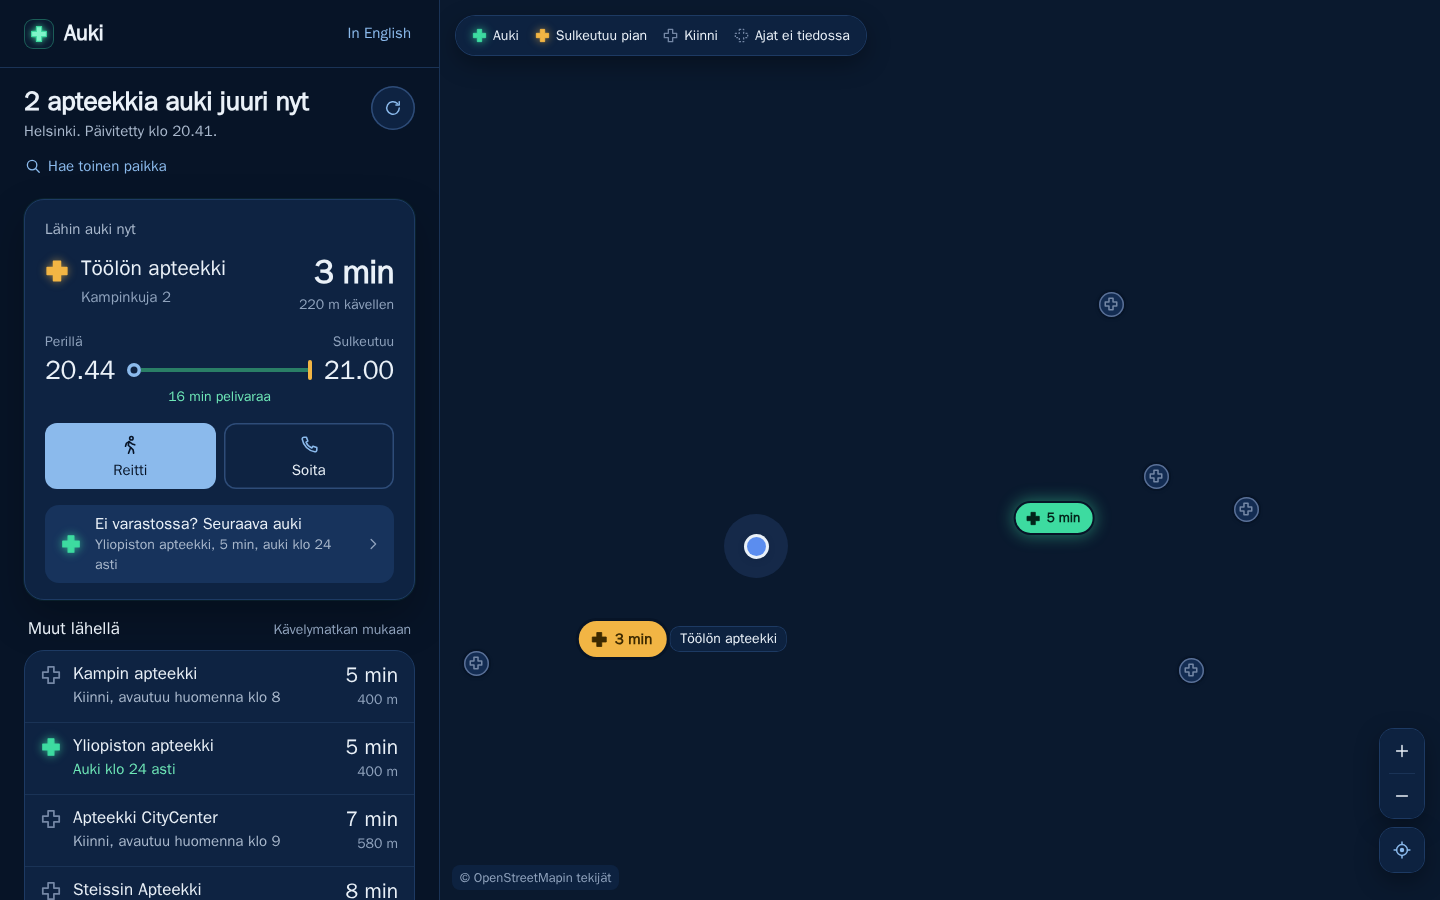 Auki
In English
2 apteekkia auki juuri nyt
Helsinki. Päivitetty klo 20.41.
Hae toinen paikka
Lähin auki nyt
Töölön apteekki
3 min
Kampinkuja 2
220 m kävellen
Perillä
Sulkeutuu
20.44
21.00
16 min pelivaraa
Reitti
Soita
Ei varastossa? Seuraava auki
Yliopiston apteekki, 5 min, auki klo 24
asti
Muut lähellä
Kävelymatkan mukaan
Kampin apteekki
5 min
Kiinni, avautuu huomenna klo 8
400 m
Yliopiston apteekki
5 min
Auki klo 24 asti
400 m
Apteekki CityCenter
7 min
Kiinni, avautuu huomenna klo 9
580 m
Steissin Apteekki
8 min
Auki
Sulkeutuu pian
Kiinni
Ajat ei tiedossa
5 min
3 min
Töölön apteekki
© OpenStreetMapin tekijät